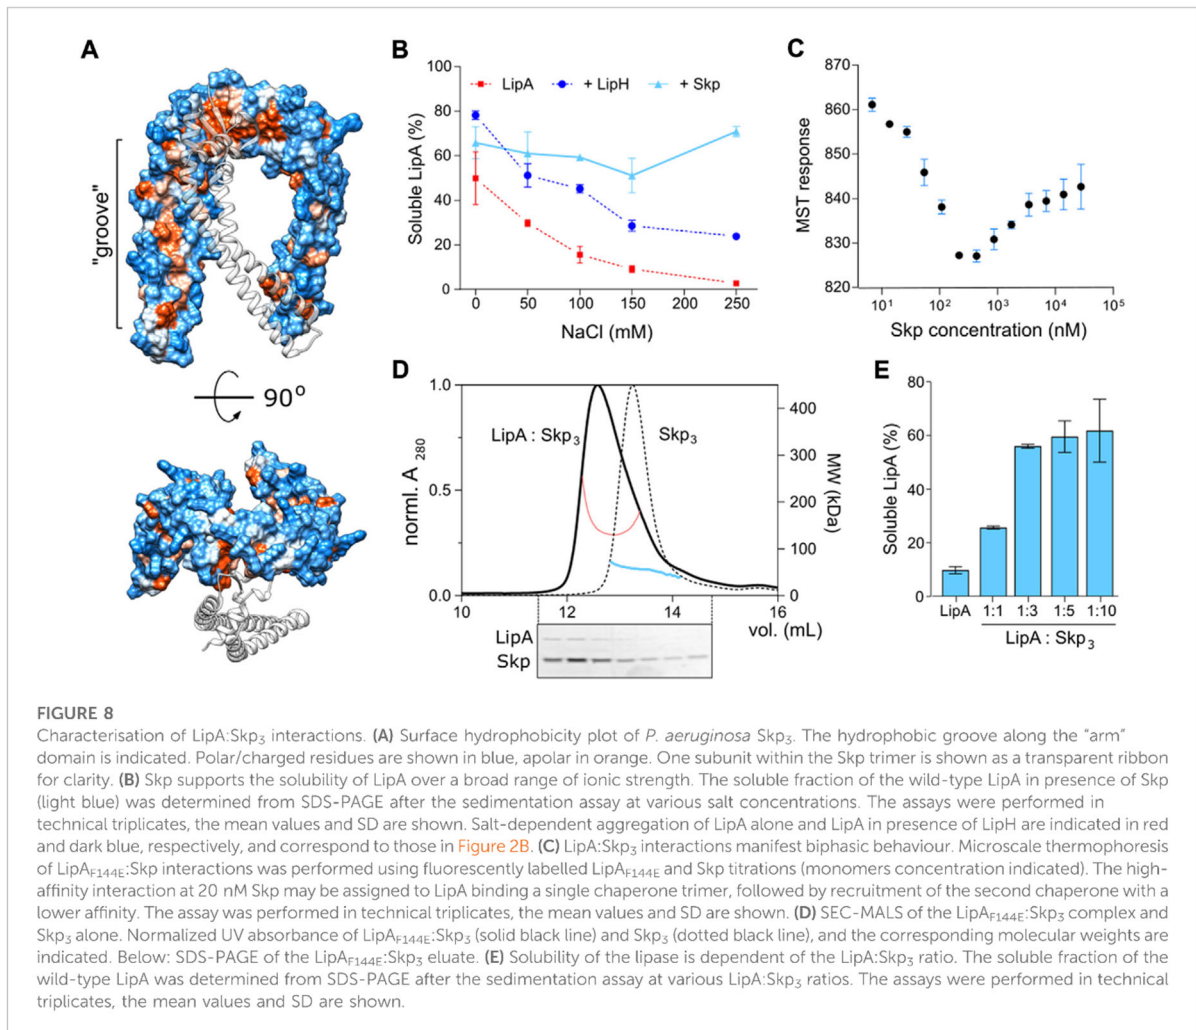 A
"groove"
90°
B
100
80
60
40
20
0
Soluble LipA (%)
LipA
+ LipH
+ Skp
0 50 100 150 200 250
NaCl (mM)
C
870
860
850
840
830
820
MST response
10¹ 10² 10³ 10⁴ 10⁵
Skp concentration (nM)
D
1.0
0.5
0.0
norml. A 280
LipA : Skp₃
Skp₃
400
300
200
100
0
MW (kDa)
10 12 14 16
vol. (mL)
LipA
Skp
E
80
60
40
20
0
Soluble LipA (%)
LipA 1:1 1:3 1:5 1:10
LipA : Skp₃
FIGURE 8
Characterisation of LipA:Skp₃ interactions. (A) Surface hydrophobicity plot of P. aeruginosa Skp₃. The hydrophobic groove along the "arm"
domain is indicated. Polar/charged residues are shown in blue, apolar in orange. One subunit within the Skp trimer is shown as a transparent ribbon
for clarity. (B) Skp supports the solubility of LipA over a broad range of ionic strength. The soluble fraction of the wild-type LipA in presence of Skp
(light blue) was determined from SDS-PAGE after the sedimentation assay at various salt concentrations. The assays were performed in
technical triplicates, the mean values and SD are shown. Salt-dependent aggregation of LipA alone and LipA in presence of LipH are indicated in red
and dark blue, respectively, and correspond to those in Figure 2B. (C) LipA:Skp₃ interactions manifest biphasic behaviour. Microscale thermophoresis
of LipA_F144E:Skp interactions was performed using fluorescently labelled LipA_F144E and Skp titrations (monomers concentration indicated). The high-
affinity interaction at 20 nM Skp may be assigned to LipA binding a single chaperone trimer, followed by recruitment of the second chaperone with a
lower affinity. The assay was performed in technical triplicates, the mean values and SD are shown. (D) SEC-MALS of the LipA_F144E:Skp₃ complex and
Skp₃ alone. Normalized UV absorbance of LipA_F144E:Skp₃ (solid black line) and Skp₃ (dotted black line), and the corresponding molecular weights are
indicated. Below: SDS-PAGE of the LipA_F144E:Skp₃ eluate. (E) Solubility of the lipase is dependent of the LipA:Skp₃ ratio. The soluble fraction of the
wild-type LipA was determined from SDS-PAGE after the sedimentation assay at various LipA:Skp₃ ratios. The assays were performed in technical
triplicates, the mean values and SD are shown.